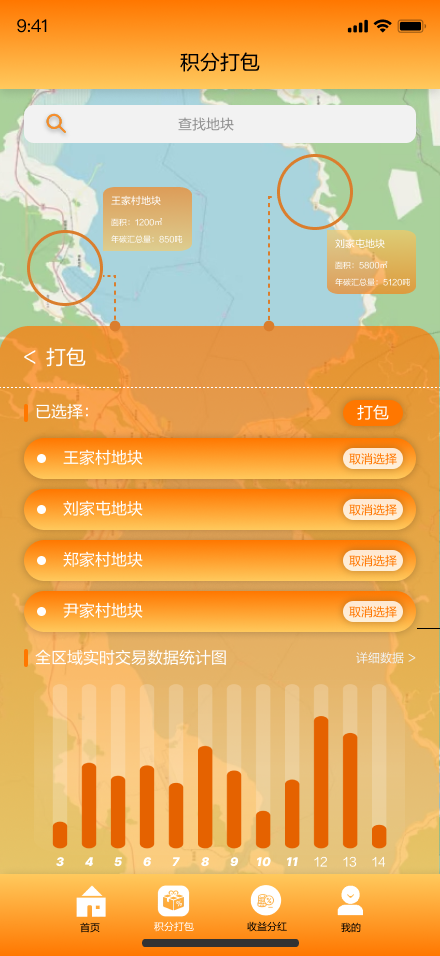 9:41
积分打包
查找地块
王家村地块
面积：1200㎡
年碳汇总量：850吨
刘家屯地块
面积：5800㎡
年碳汇总量：5120吨
< 打包
已选择：
打包
王家村地块
取消选择
刘家屯地块
取消选择
郑家村地块
取消选择
尹家村地块
取消选择
全区域实时交易数据统计图
详细数据 >
3 4 5 6 7 8 9 10 11 12 13 14
首页
积分打包
收益分红
我的